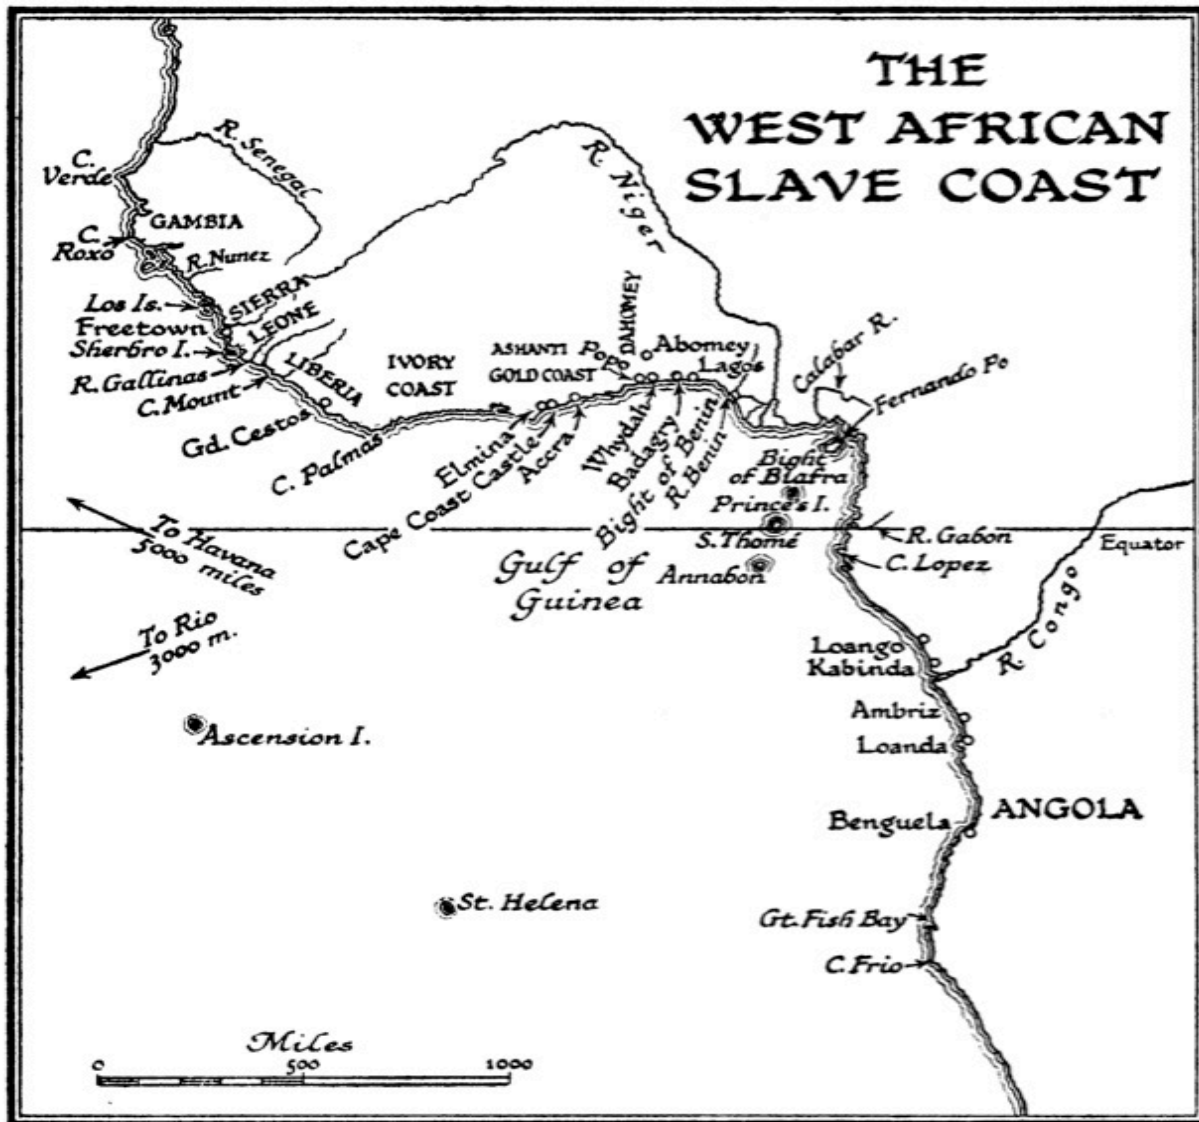 THE
WEST AFRICAN
SLAVE COAST
R. Senegal
C.
Verde
GAMBIA
C.
Roxo
R. Nunez
R. Niger
Los Is.
SIERRA
LEONE
Freetown
Sherbro I.
R. Gallinas
C. Mount
LIBERIA
Gd. Cestos
C. Palmas
IVORY
COAST
ASHANTI
GOLD COAST
DAHOMEY
Abomey
Lagos
Calabar R.
Fernando Po
Elmina
Cape Coast Castle
Accra
Whydah
Badagry
Bight of Benin
R. Benin
Bight
of Biafra
Prince's I.
S. Thomé
Annabon
Gulf of
Guinea
R. Gabon
C. Lopez
Equator
R. Congo
To Havana
3000 miles
To Rio
3000 m.
Loango
Kabinda
Ambriz
Loanda
Ascension I.
Benguela
ANGOLA
St. Helena
Gt. Fish Bay
C. Frio
Miles
0 500 1000